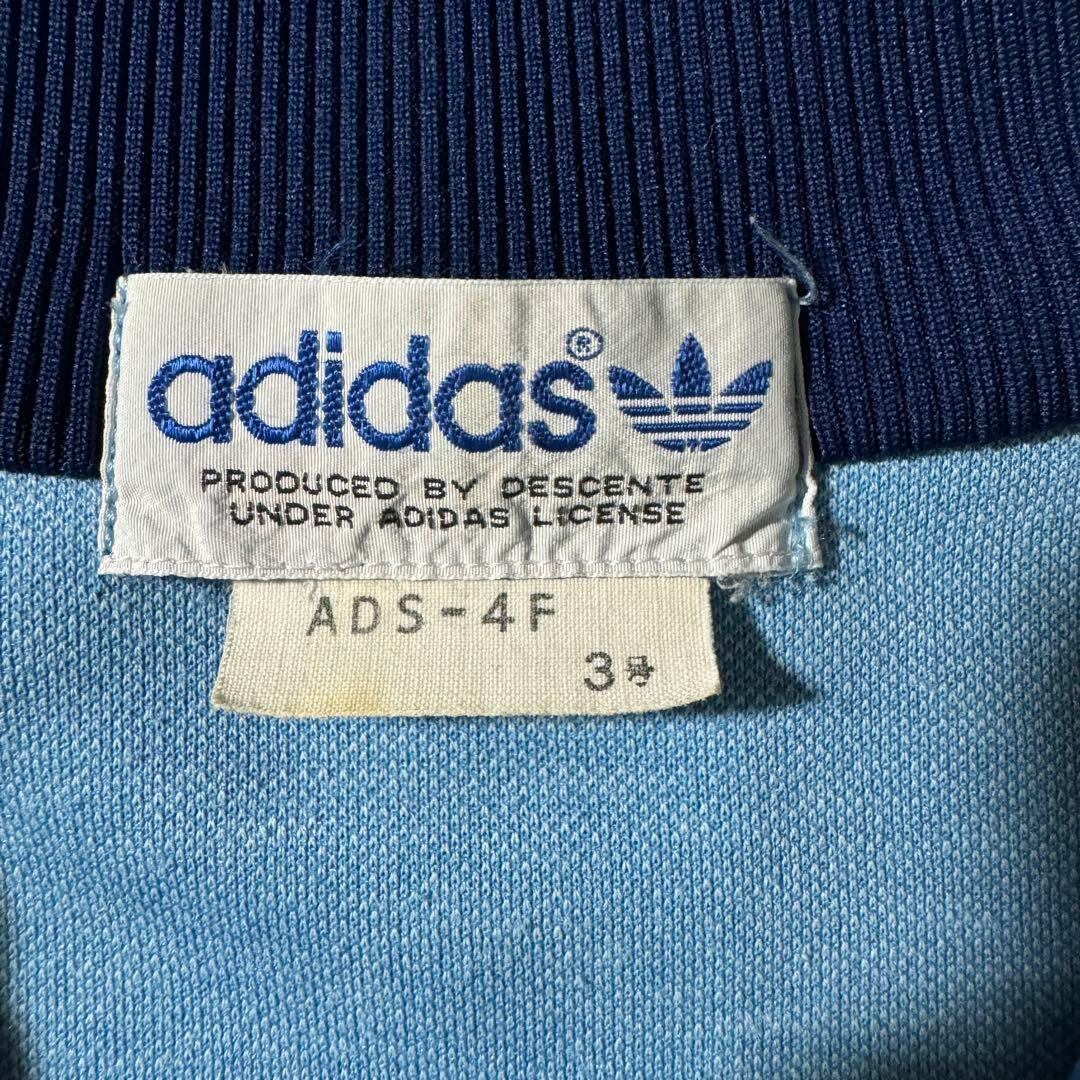 adidas®
PRODUCED BY DESCENTE
UNDER ADIDAS LICENSE
ADS-4F
3号